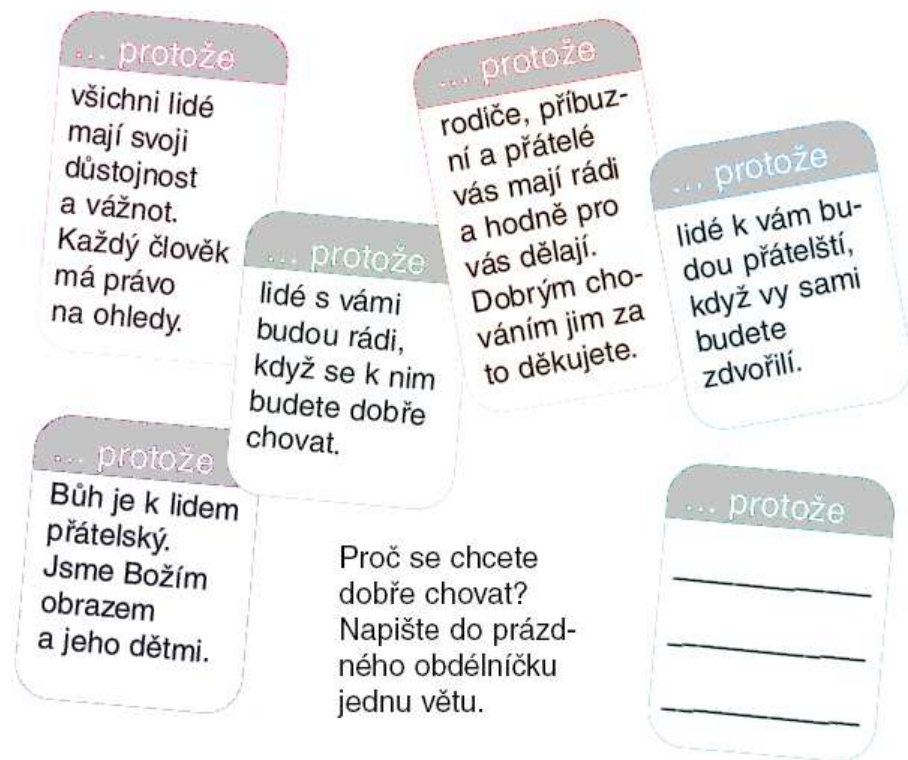 ... protože
všichni lidé
mají svoji
důstojnost
a vážnot.
Každý člověk
má právo
na ohledy.
... protože
lidé s vámi
budou rádi,
když se k nim
budete dobře
chovat.
... protože
rodiče, příbuz-
ní a přátelé
vás mají rádi
a hodně pro
vás dělají.
Dobrým cho-
váním jim za
to děkujete.
... protože
lidé k vám bu-
dou přátelští,
když vy sami
budete
zdvořilí.
... protože
Bůh je k lidem
přátelský.
Jsme Božím
obrazem
a jeho dětmi.
Proč se chcete
dobře chovat?
Napište do prázd-
ného obdélníčku
jednu větu.
... protože